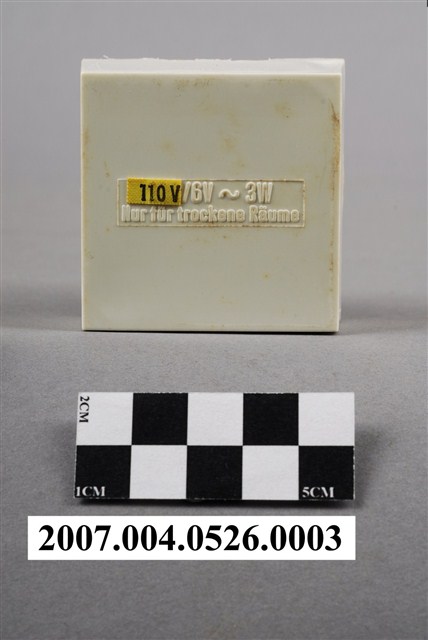 110 V/6V ~ 3W
Nur für trockene Räume
2CM
1CM
5CM
2007.004.0526.0003